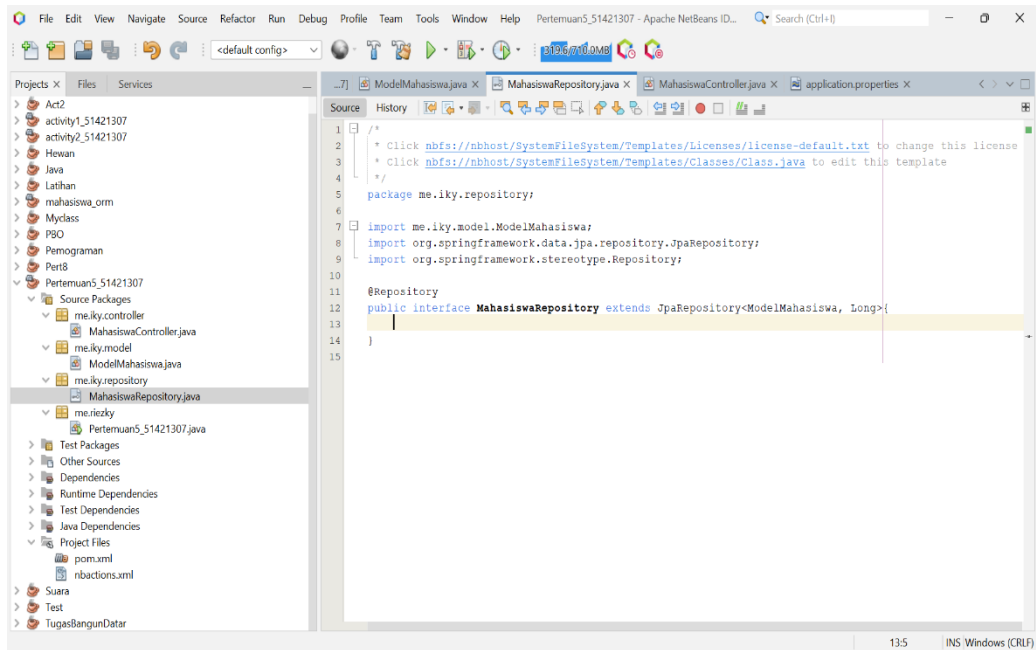 File Edit View Navigate Source Refactor Run Debug Profile Team Tools Window Help Pertemuan5_51421307 - Apache NetBeans ID... Search (Ctrl+I)
<default config> 319.6/710.0MB
Projects Files Services
Act2
activity1_51421307
activity2_51421307
Hewan
Java
Latihan
mahasiswa_orm
Myclass
PBO
Pemograman
Pert8
Pertemuan5_51421307
Source Packages
me.iky.controller
MahasiswaController.java
me.iky.model
ModelMahasiswa.java
me.iky.repository
MahasiswaRepository.java
me.riezky
Pertemuan5_51421307.java
Test Packages
Other Sources
Dependencies
Runtime Dependencies
Test Dependencies
Java Dependencies
Project Files
pom.xml
nbactions.xml
Suara
Test
TugasBangunDatar
...7] ModelMahasiswa.java MahasiswaRepository.java MahasiswaController.java application.properties
Source History
1 /*
2 * Click nbfs://nbhost/SystemFileSystem/Templates/Licenses/license-default.txt to change this license
3 * Click nbfs://nbhost/SystemFileSystem/Templates/Classes/Class.java to edit this template
4 */
5 package me.iky.repository;
6
7 import me.iky.model.ModelMahasiswa;
8 import org.springframework.data.jpa.repository.JpaRepository;
9 import org.springframework.stereotype.Repository;
10
11 @Repository
12 public interface MahasiswaRepository extends JpaRepository<ModelMahasiswa, Long>{
13
14 }
15
13:5 INS Windows (CRLF)